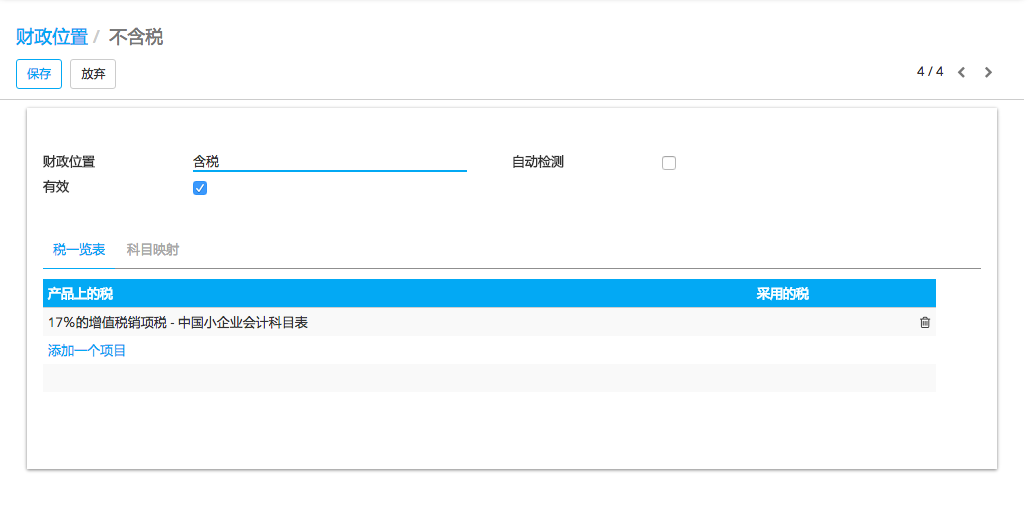 财政位置 / 不含税
保存 放弃 4 / 4
财政位置 含税 自动检测
有效
税一览表 科目映射
产品上的税 采用的税
17%的增值税销项税 - 中国小企业会计科目表
添加一个项目